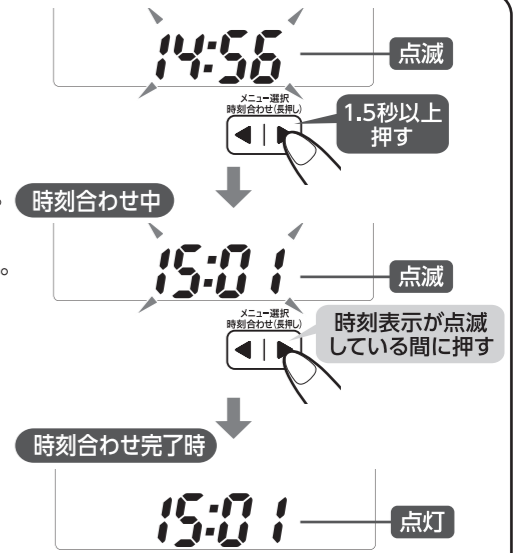 14:56
点滅
メニュー選択
時刻合わせ(長押し)
1.5秒以上
押す
時刻合わせ中
。
15:01
点滅
メニュー選択
時刻合わせ(長押し)
時刻表示が点滅
している間に押す
時刻合わせ完了時
15:01
点灯